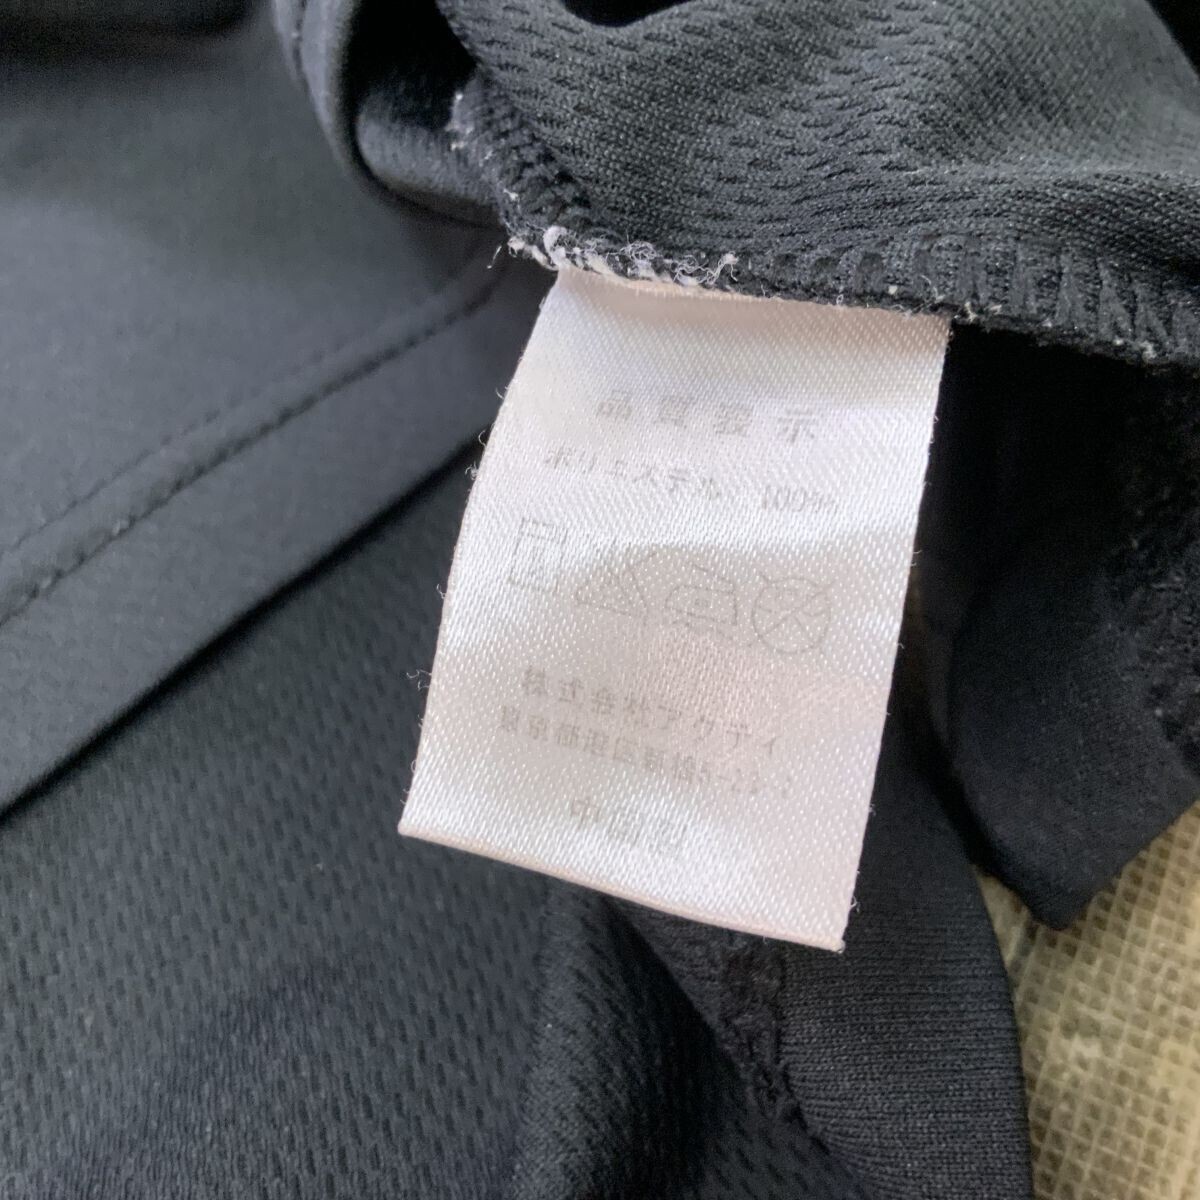 品質表示
ポリエステル 100%
株式会社アクティ
東京都港区新橋5-22-
中国製